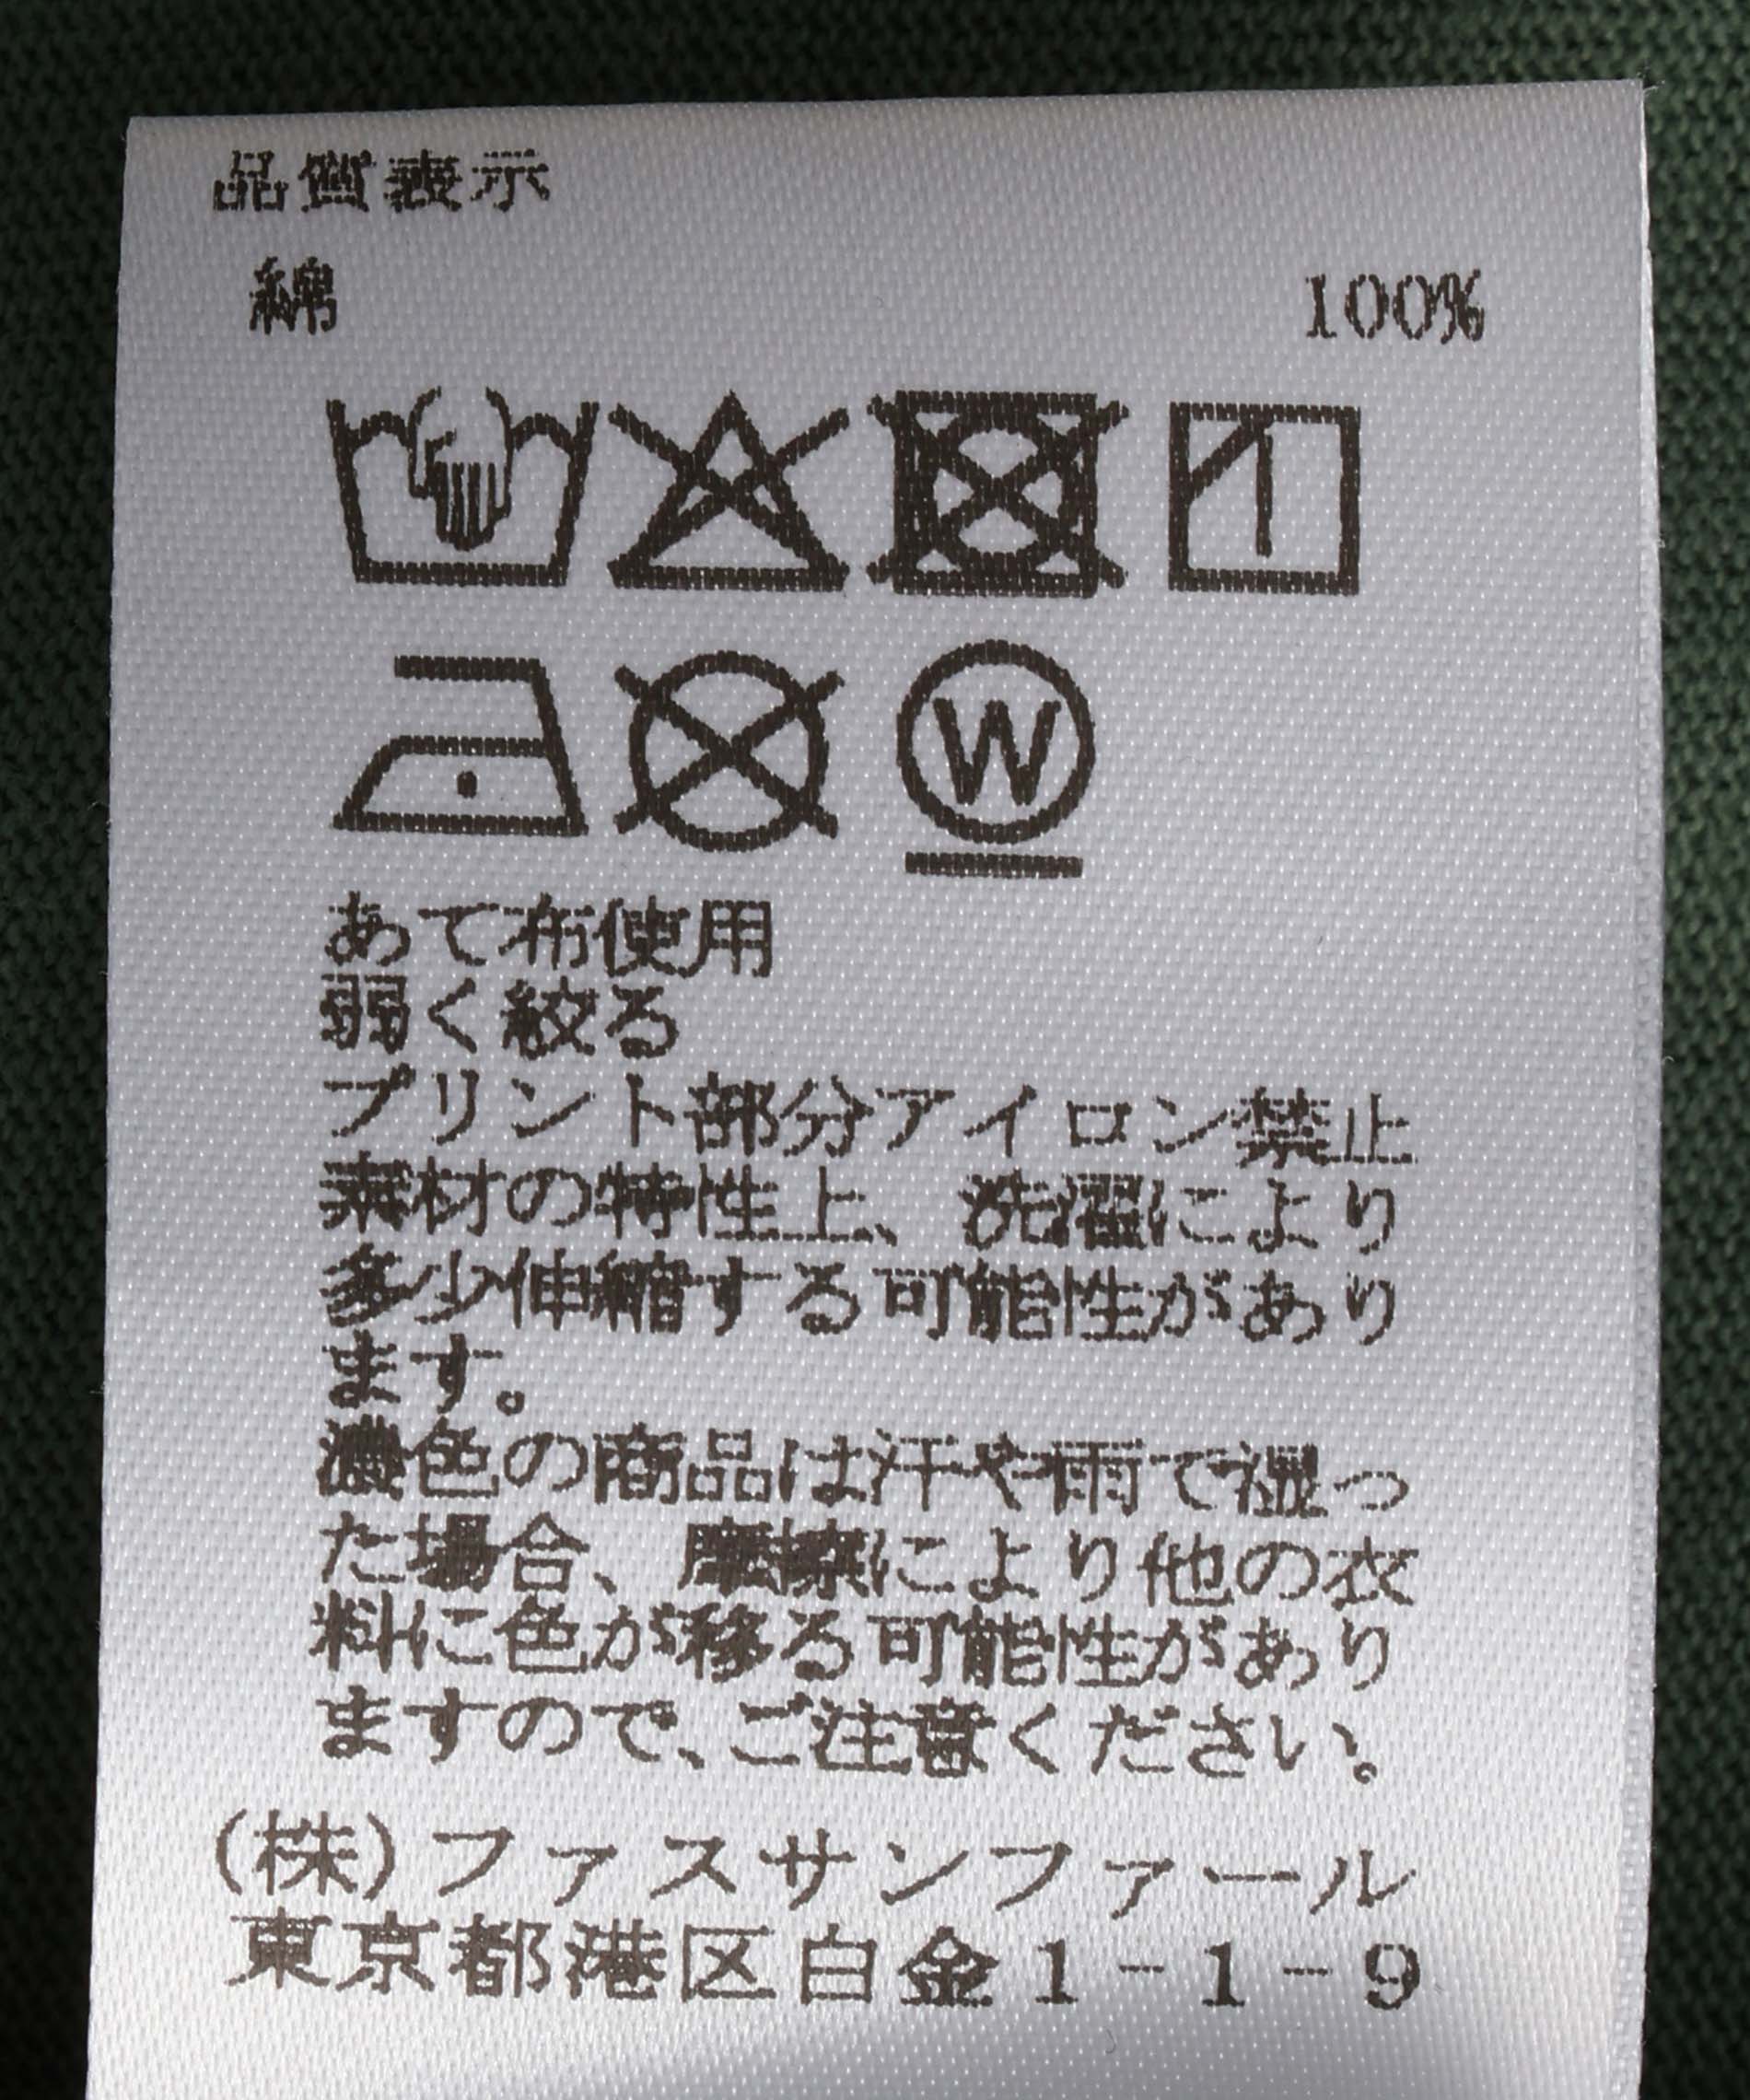 品質表示
綿 100%
W
あて布使用
弱く絞る
プリント部分アイロン禁止
素材の特性上、洗濯により
多少伸縮する可能性があり
ます。
濃色の商品は汗や雨で湿っ
た場合、摩擦により他の衣
料に色が移る可能性があり
ますので、ご注意ください。
(株)ファスサンファール
東京都港区白金1-1-9